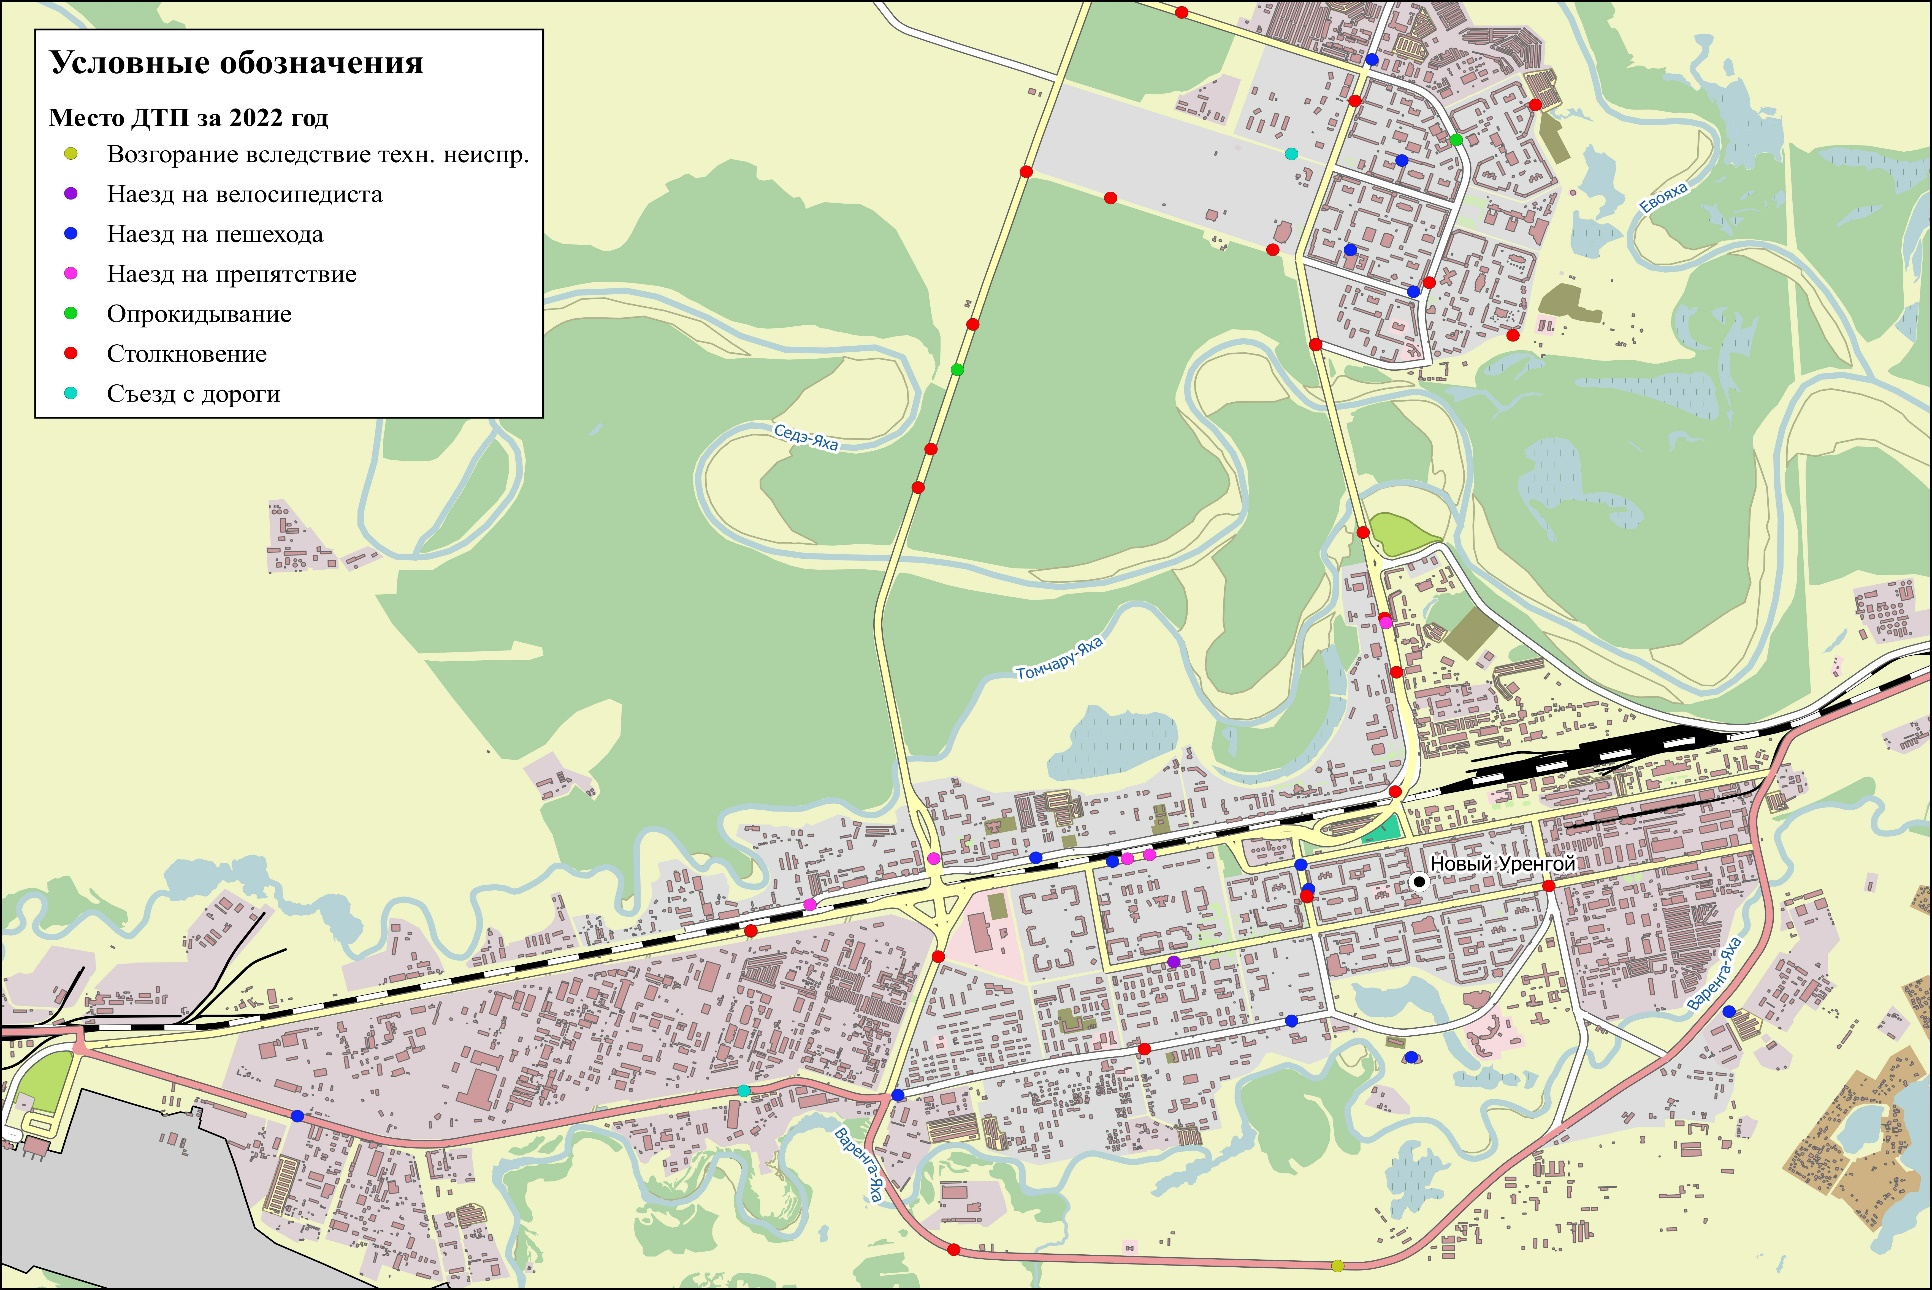 Условные обозначения
Место ДТП за 2022 год
Возгорание вследствие техн. неиспр.
Наезд на велосипедиста
Наезд на пешехода
Наезд на препятствие
Опрокидывание
Столкновение
Съезд с дороги
Евояха
Седэ-Яха
Томчару-Яха
Новый Уренгой
Варенга-Яха
Варенга-Яха